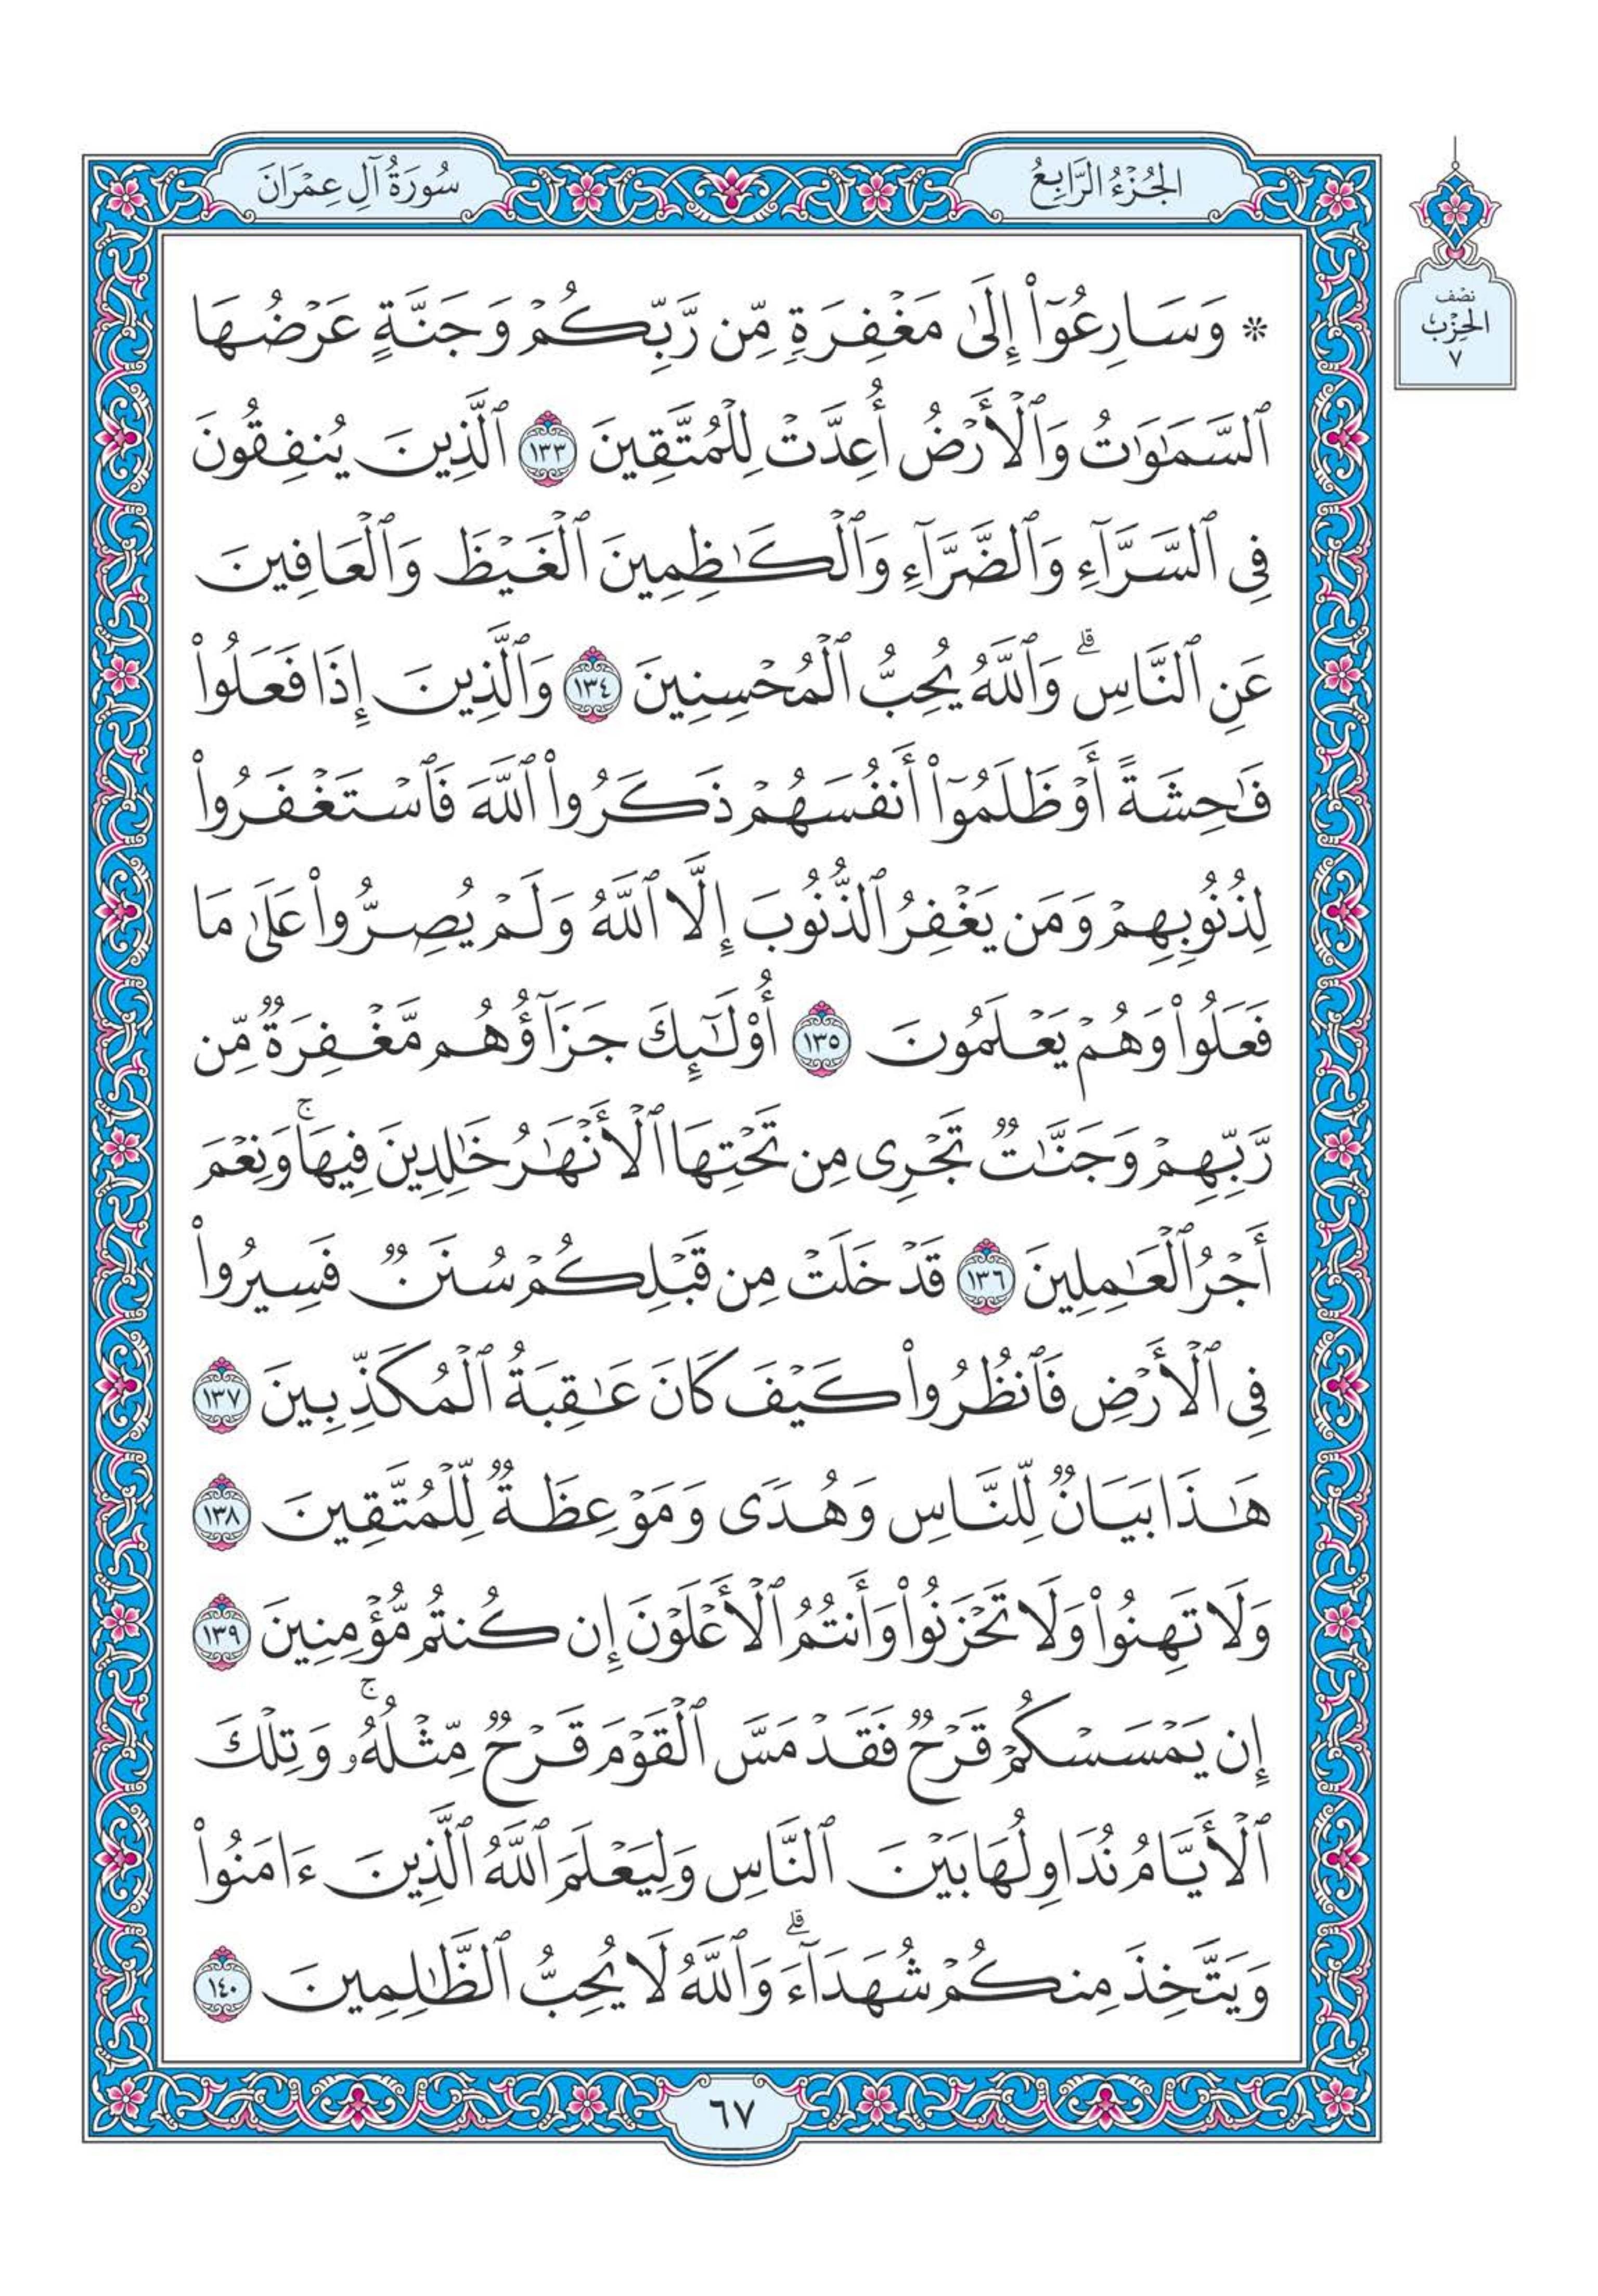 سُورَةُ آلِ عِمْرَانَ
الجُزْءُ الرَّابِعُ
نصْف
الحِزْب
٧
* وَسَارِعُوٓا۟ إِلَىٰ مَغْفِرَةٍ مِّن رَّبِّكُمْ وَجَنَّةٍ عَرْضُهَا
ٱلسَّمَٰوَٰتُ وَٱلْأَرْضُ أُعِدَّتْ لِلْمُتَّقِينَ ١٣٣ ٱلَّذِينَ يُنفِقُونَ
فِى ٱلسَّرَّآءِ وَٱلضَّرَّآءِ وَٱلْكَٰظِمِينَ ٱلْغَيْظَ وَٱلْعَافِينَ
عَنِ ٱلنَّاسِ ۗ وَٱللَّهُ يُحِبُّ ٱلْمُحْسِنِينَ ١٣٤ وَٱلَّذِينَ إِذَا فَعَلُوا۟
فَٰحِشَةً أَوْ ظَلَمُوٓا۟ أَنفُسَهُمْ ذَكَرُوا۟ ٱللَّهَ فَٱسْتَغْفَرُوا۟
لِذُنُوبِهِمْ وَمَن يَغْفِرُ ٱلذُّنُوبَ إِلَّا ٱللَّهُ وَلَمْ يُصِرُّوا۟ عَلَىٰ مَا
فَعَلُوا۟ وَهُمْ يَعْلَمُونَ ١٣٥ أُو۟لَٰٓئِكَ جَزَآؤُهُم مَّغْفِرَةٌ مِّن
رَّبِّهِمْ وَجَنَّٰتٌ تَجْرِى مِن تَحْتِهَا ٱلْأَنْهَٰرُ خَٰلِدِينَ فِيهَا ۚ وَنِعْمَ
أَجْرُ ٱلْعَٰمِلِينَ ١٣٦ قَدْ خَلَتْ مِن قَبْلِكُمْ سُنَنٌ فَسِيرُوا۟
فِى ٱلْأَرْضِ فَٱنظُرُوا۟ كَيْفَ كَانَ عَٰقِبَةُ ٱلْمُكَذِّبِينَ ١٣٧
هَٰذَا بَيَانٌ لِّلنَّاسِ وَهُدًى وَمَوْعِظَةٌ لِّلْمُتَّقِينَ ١٣٨
وَلَا تَهِنُوا۟ وَلَا تَحْزَنُوا۟ وَأَنتُمُ ٱلْأَعْلَوْنَ إِن كُنتُم مُّؤْمِنِينَ ١٣٩
إِن يَمْسَسْكُمْ قَرْحٌ فَقَدْ مَسَّ ٱلْقَوْمَ قَرْحٌ مِّثْلُهُۥ ۚ وَتِلْكَ
ٱلْأَيَّامُ نُدَاوِلُهَا بَيْنَ ٱلنَّاسِ وَلِيَعْلَمَ ٱللَّهُ ٱلَّذِينَ ءَامَنُوا۟
وَيَتَّخِذَ مِنكُمْ شُهَدَآءَ ۗ وَٱللَّهُ لَا يُحِبُّ ٱلظَّٰلِمِينَ ١٤٠
٦٧